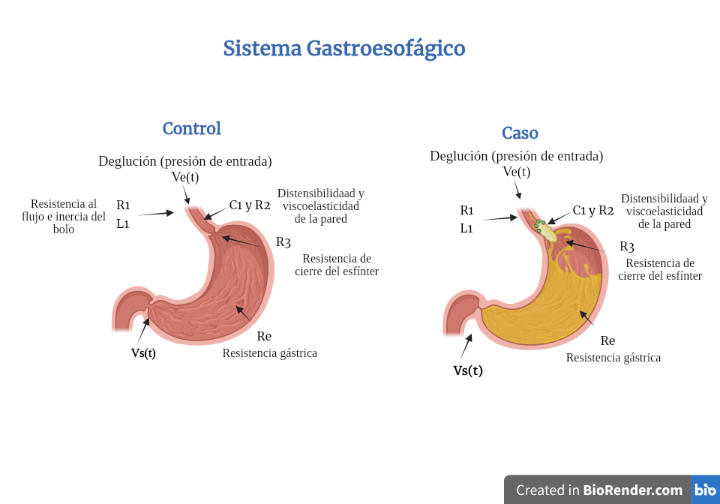 Sistema Gastroesofágico
Control
Deglución (presión de entrada)
Ve(t)
Resistencia al
flujo e inercia del
bolo
R1
L1
C1 y R2
Distensibilidaad y
viscoelasticidad
de la pared
R3
Resistencia de
cierre del esfínter
Re
Resistencia gástrica
Vs(t)
Caso
Deglución (presión de entrada)
Ve(t)
R1
L1
C1 y R2
Distensibilidaad y
viscoelasticidad
de la pared
R3
Resistencia de
cierre del esfínter
Re
Resistencia gástrica
Vs(t)
Created in BioRender.com bio